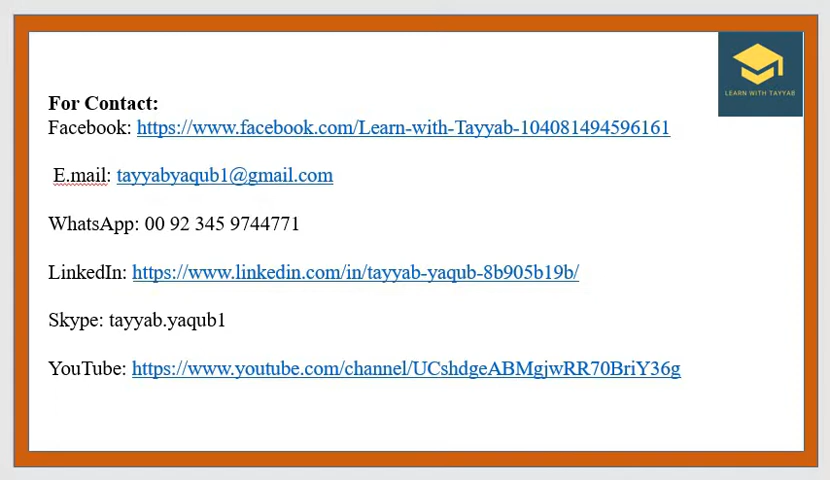 LEARN WITH TAYYAB
For Contact:
Facebook: https://www.facebook.com/Learn-with-Tayyab-104081494596161
E.mail: tayyabyaqub1@gmail.com
WhatsApp: 00 92 345 9744771
LinkedIn: https://www.linkedin.com/in/tayyab-yaqub-8b905b19b/
Skype: tayyab.yaqub1
YouTube: https://www.youtube.com/channel/UCshdgeABMgjwRR70BriY36g